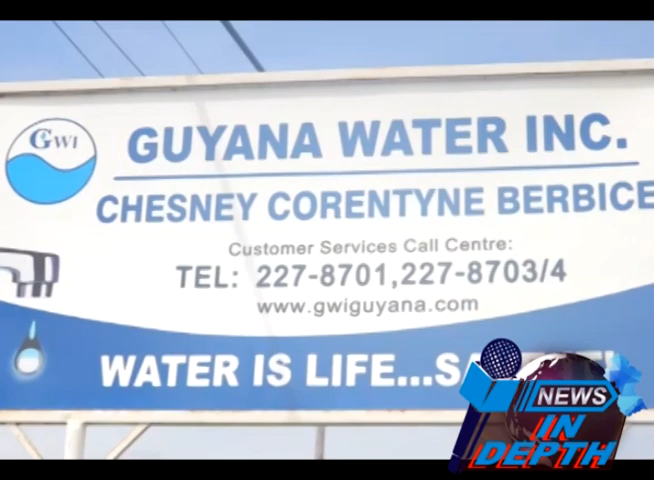 GWI
GUYANA WATER INC.
CHESNEY CORENTYNE BERBICE
Customer Services Call Centre:
TEL: 227-8701,227-8703/4
www.gwiguyana.com
WATER IS LIFE...
NEWS
IN
DEPTH